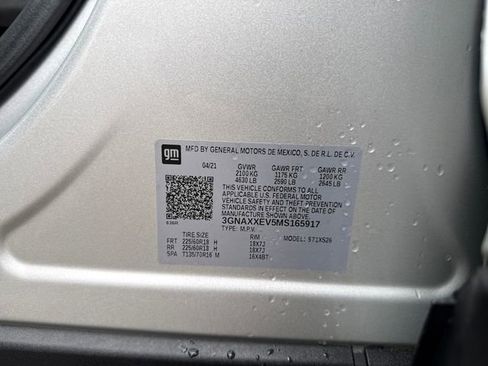 gm
MFD BY GENERAL MOTORS DE MEXICO, S. DE R.L. DE C.V.
04/21 GVWR GAWR FRT GAWR RR
2100 KG 1175 KG 1200 KG
4630 LB 2590 LB 2645 LB
THIS VEHICLE CONFORMS TO ALL
APPLICABLE U.S. FEDERAL MOTOR
VEHICLE SAFETY AND THEFT
PREVENTION STANDARDS IN EFFECT
ON THE DATE OF MANUFACTURE
SHOWN ABOVE.
3GNAXXEV5MS165917
TYPE: M.P.V.
TIRE SIZE RIM MODEL: 1XS26
FRT 225/60R18 H 18X7J
RR 225/60R18 H 18X7J
SPA T135/70R16 M 16X4BT